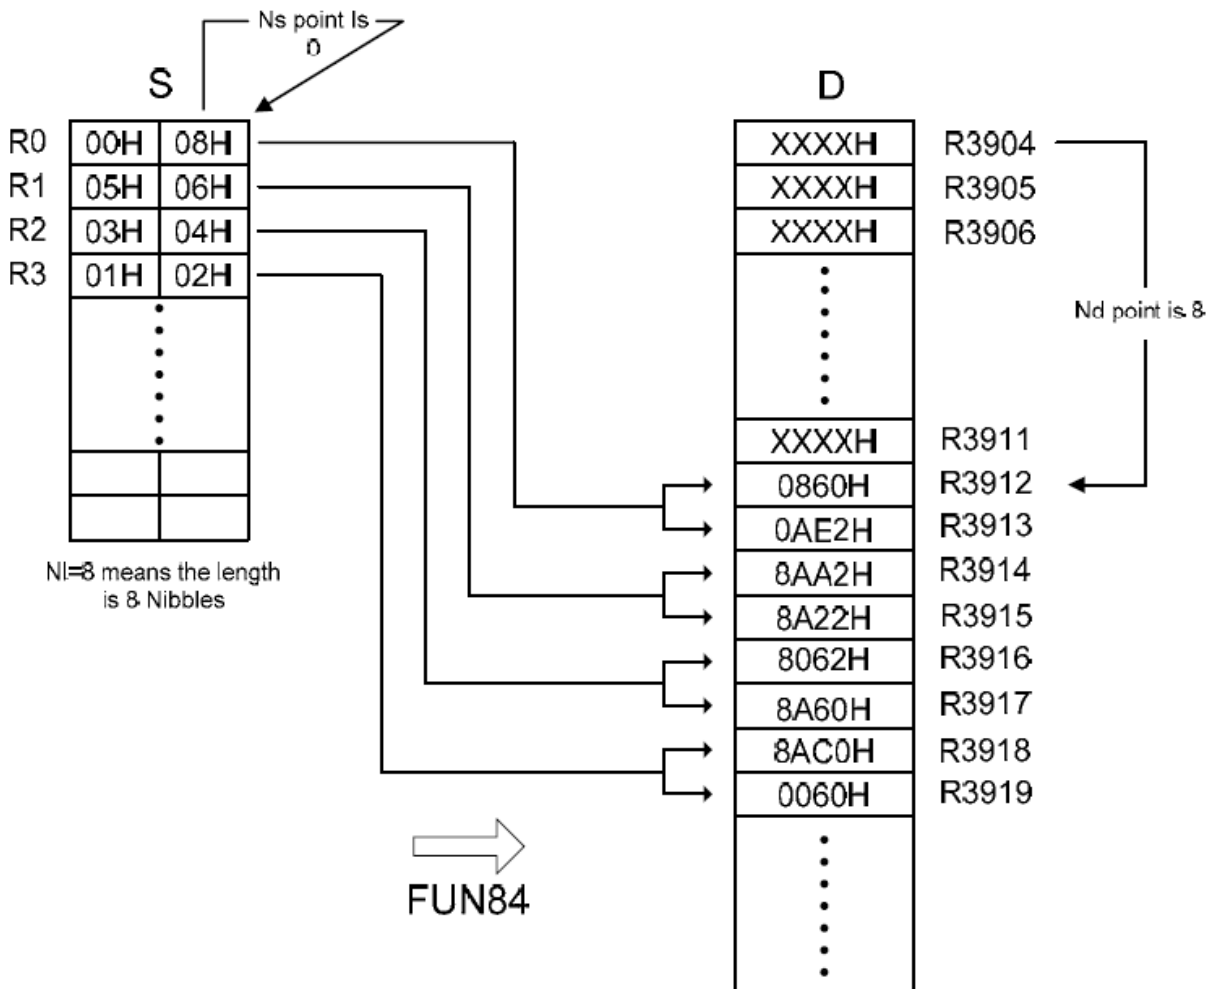 Ns point Is
0
S
D
R0 00H 08H
R1 05H 06H
R2 03H 04H
R3 01H 02H
XXXXH R3904
XXXXH R3905
XXXXH R3906
Nd point is 8
XXXXH R3911
0860H R3912
0AE2H R3913
8AA2H R3914
8A22H R3915
8062H R3916
8A60H R3917
8AC0H R3918
0060H R3919
Nl=8 means the length
is 8 Nibbles
FUN84